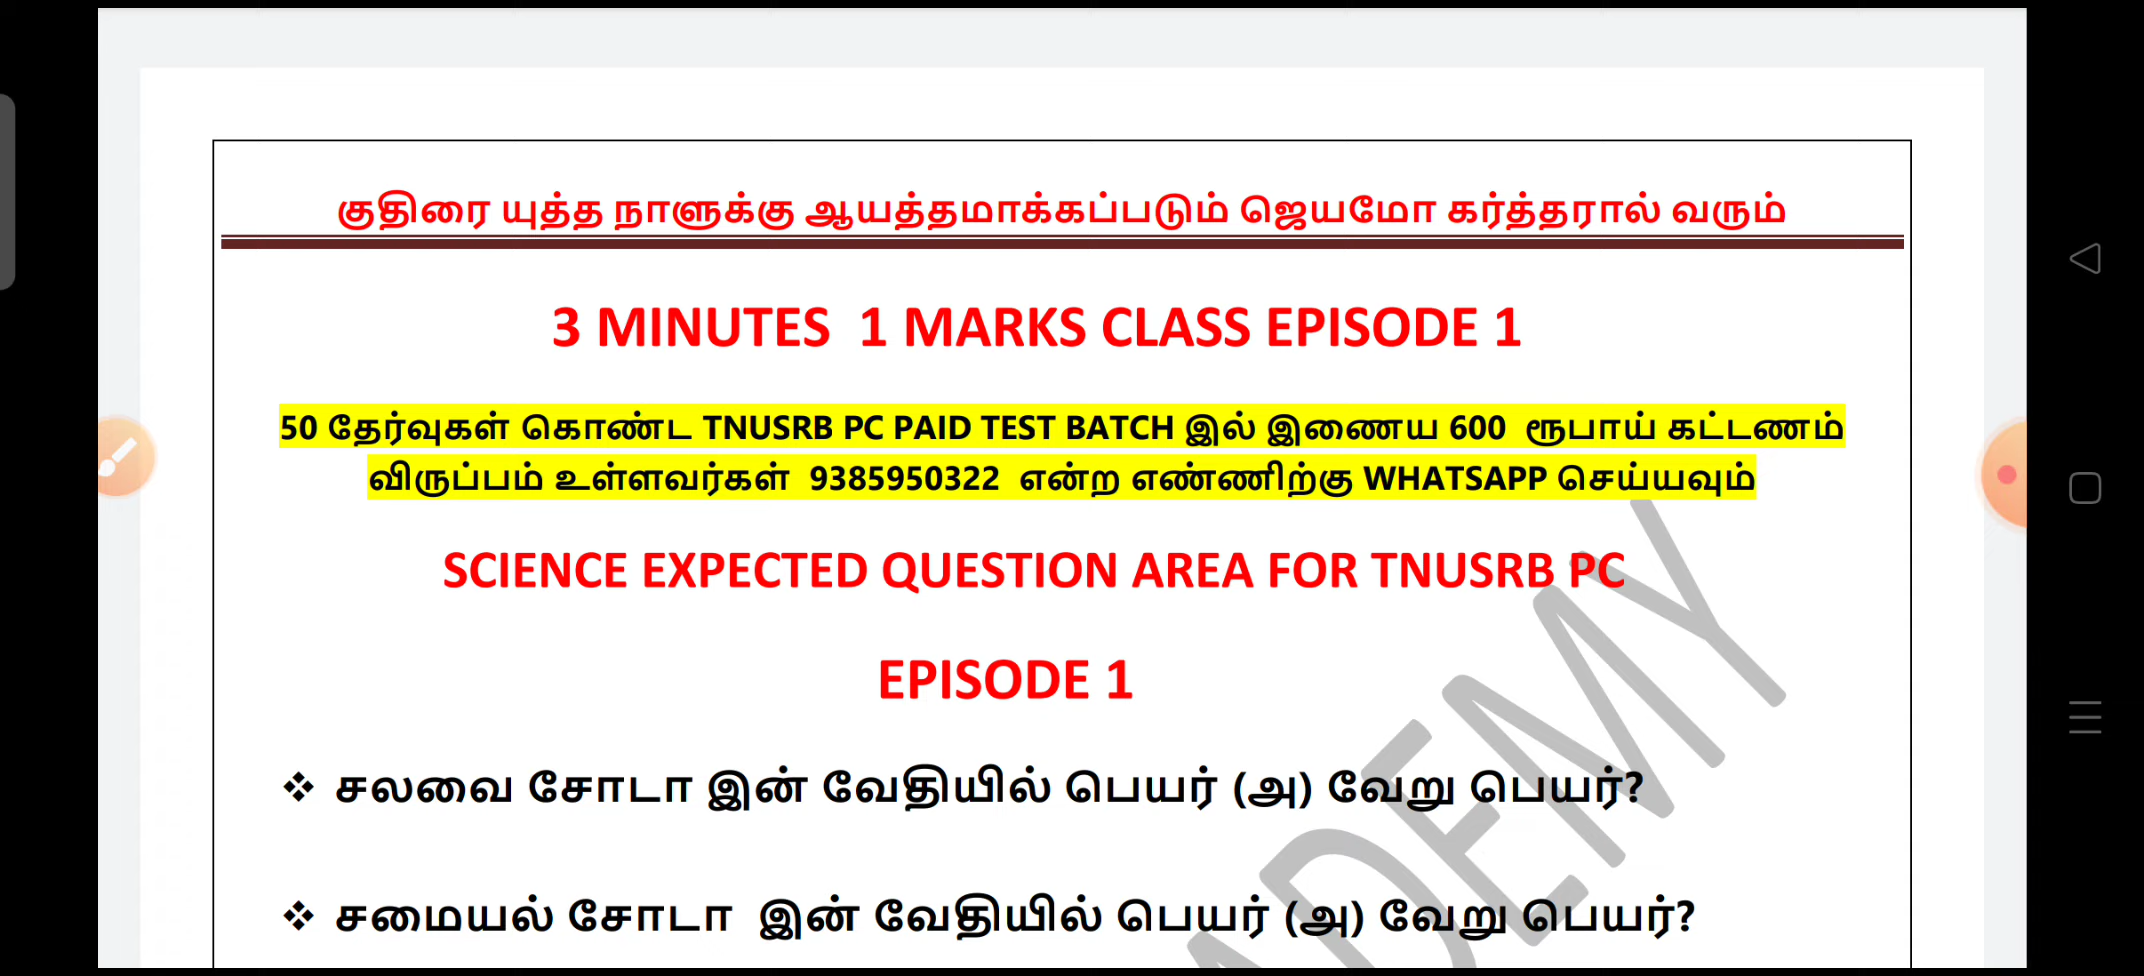 குதிரை யுத்த நாளுக்கு ஆயத்தமாக்கப்படும் ஜெயமோ கர்த்தரால் வரும்
3 MINUTES 1 MARKS CLASS EPISODE 1
50 தேர்வுகள் கொண்ட TNUSRB PC PAID TEST BATCH இல் இணைய 600 ரூபாய் கட்டணம்
விருப்பம் உள்ளவர்கள் 9385950322 என்ற எண்ணிற்கு WHATSAPP செய்யவும்
SCIENCE EXPECTED QUESTION AREA FOR TNUSRB PC
EPISODE 1
❖ சலவை சோடா இன் வேதியில் பெயர் (அ) வேறு பெயர்?
❖ சமையல் சோடா இன் வேதியில் பெயர் (அ) வேறு பெயர்?
ADEMY